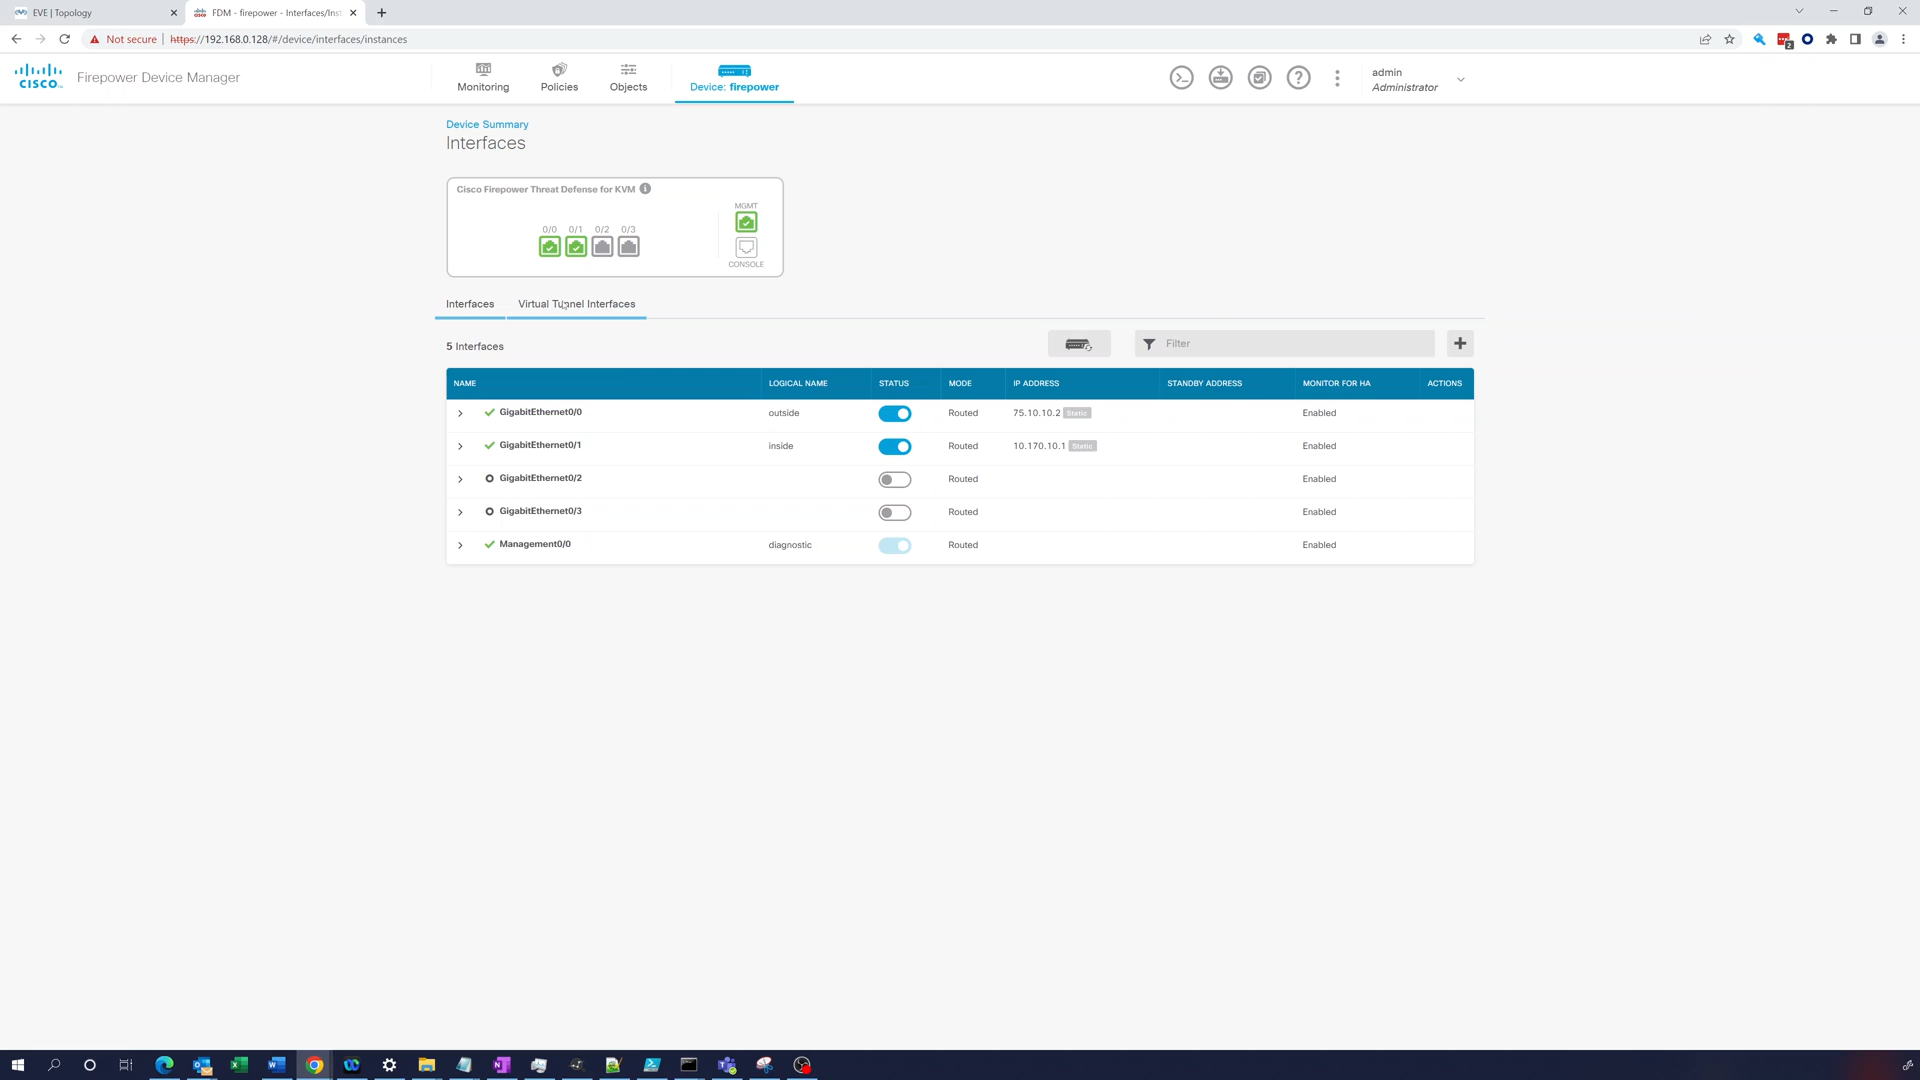 EVE | Topology
FDM - firepower - Interfaces/Inst
Not secure
https://192.168.0.128/#/device/interfaces/instances
2
CISCO
Firepower Device Manager
Monitoring
Policies
Objects
Device: firepower
admin
Administrator
Device Summary
Interfaces
Cisco Firepower Threat Defense for KVM
MGMT
0/0 0/1 0/2 0/3
CONSOLE
Interfaces
Virtual Tunnel Interfaces
5 Interfaces
Filter
NAME LOGICAL NAME STATUS MODE IP ADDRESS STANDBY ADDRESS MONITOR FOR HA ACTIONS
GigabitEthernet0/0 outside Routed 75.10.10.2 Static Enabled
GigabitEthernet0/1 inside Routed 10.170.10.1 Static Enabled
GigabitEthernet0/2 Routed Enabled
GigabitEthernet0/3 Routed Enabled
Management0/0 diagnostic Routed Enabled